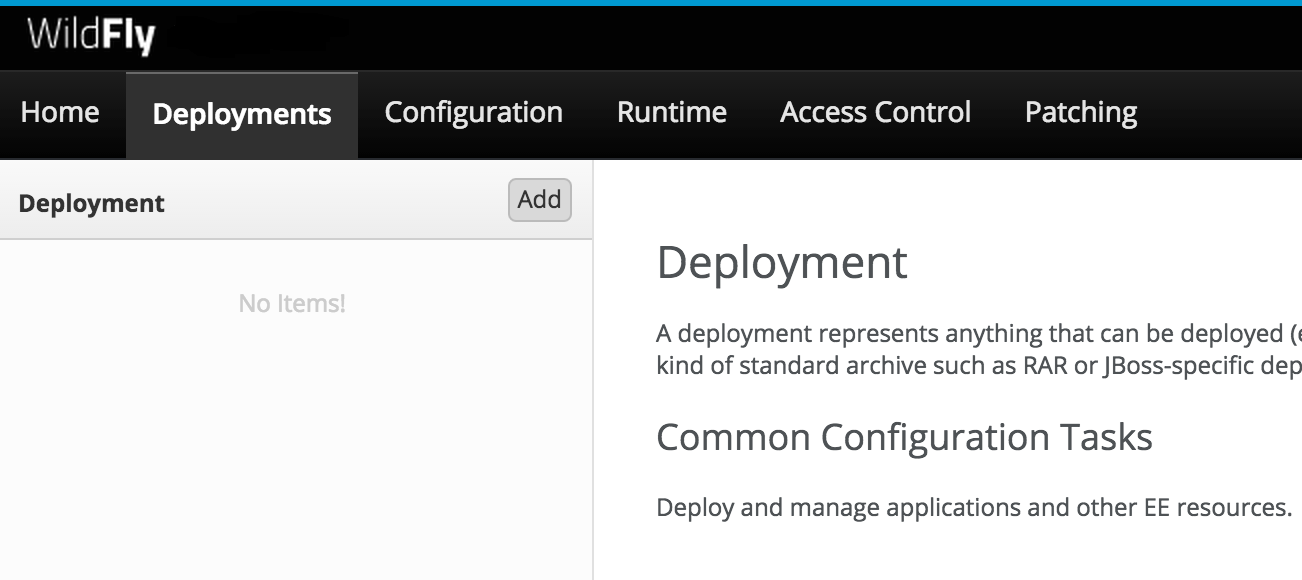 WildFly
Home Deployments Configuration Runtime Access Control Patching
Deployment Add
No Items!
Deployment
A deployment represents anything that can be deployed (
kind of standard archive such as RAR or JBoss-specific dep
Common Configuration Tasks
Deploy and manage applications and other EE resources.